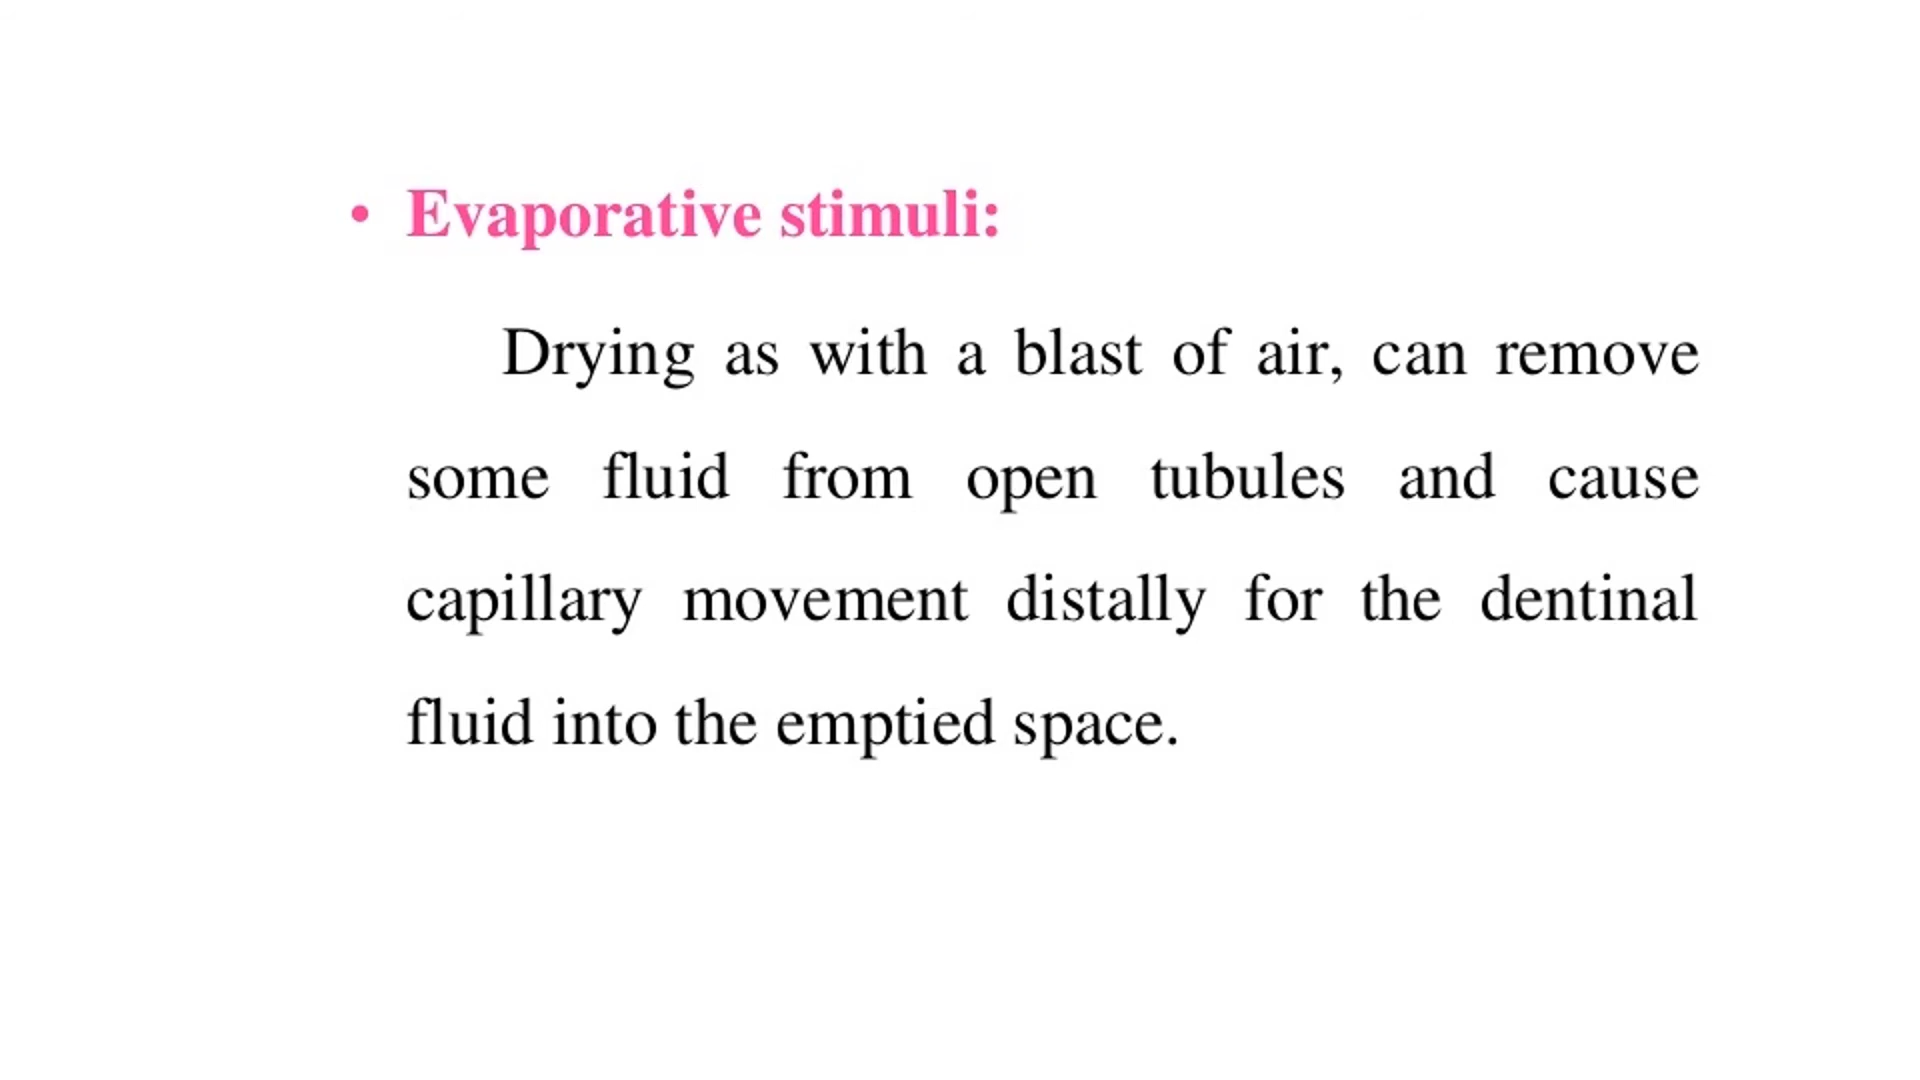 • Evaporative stimuli:
Drying as with a blast of air, can remove
some fluid from open tubules and cause
capillary movement distally for the dentinal
fluid into the emptied space.